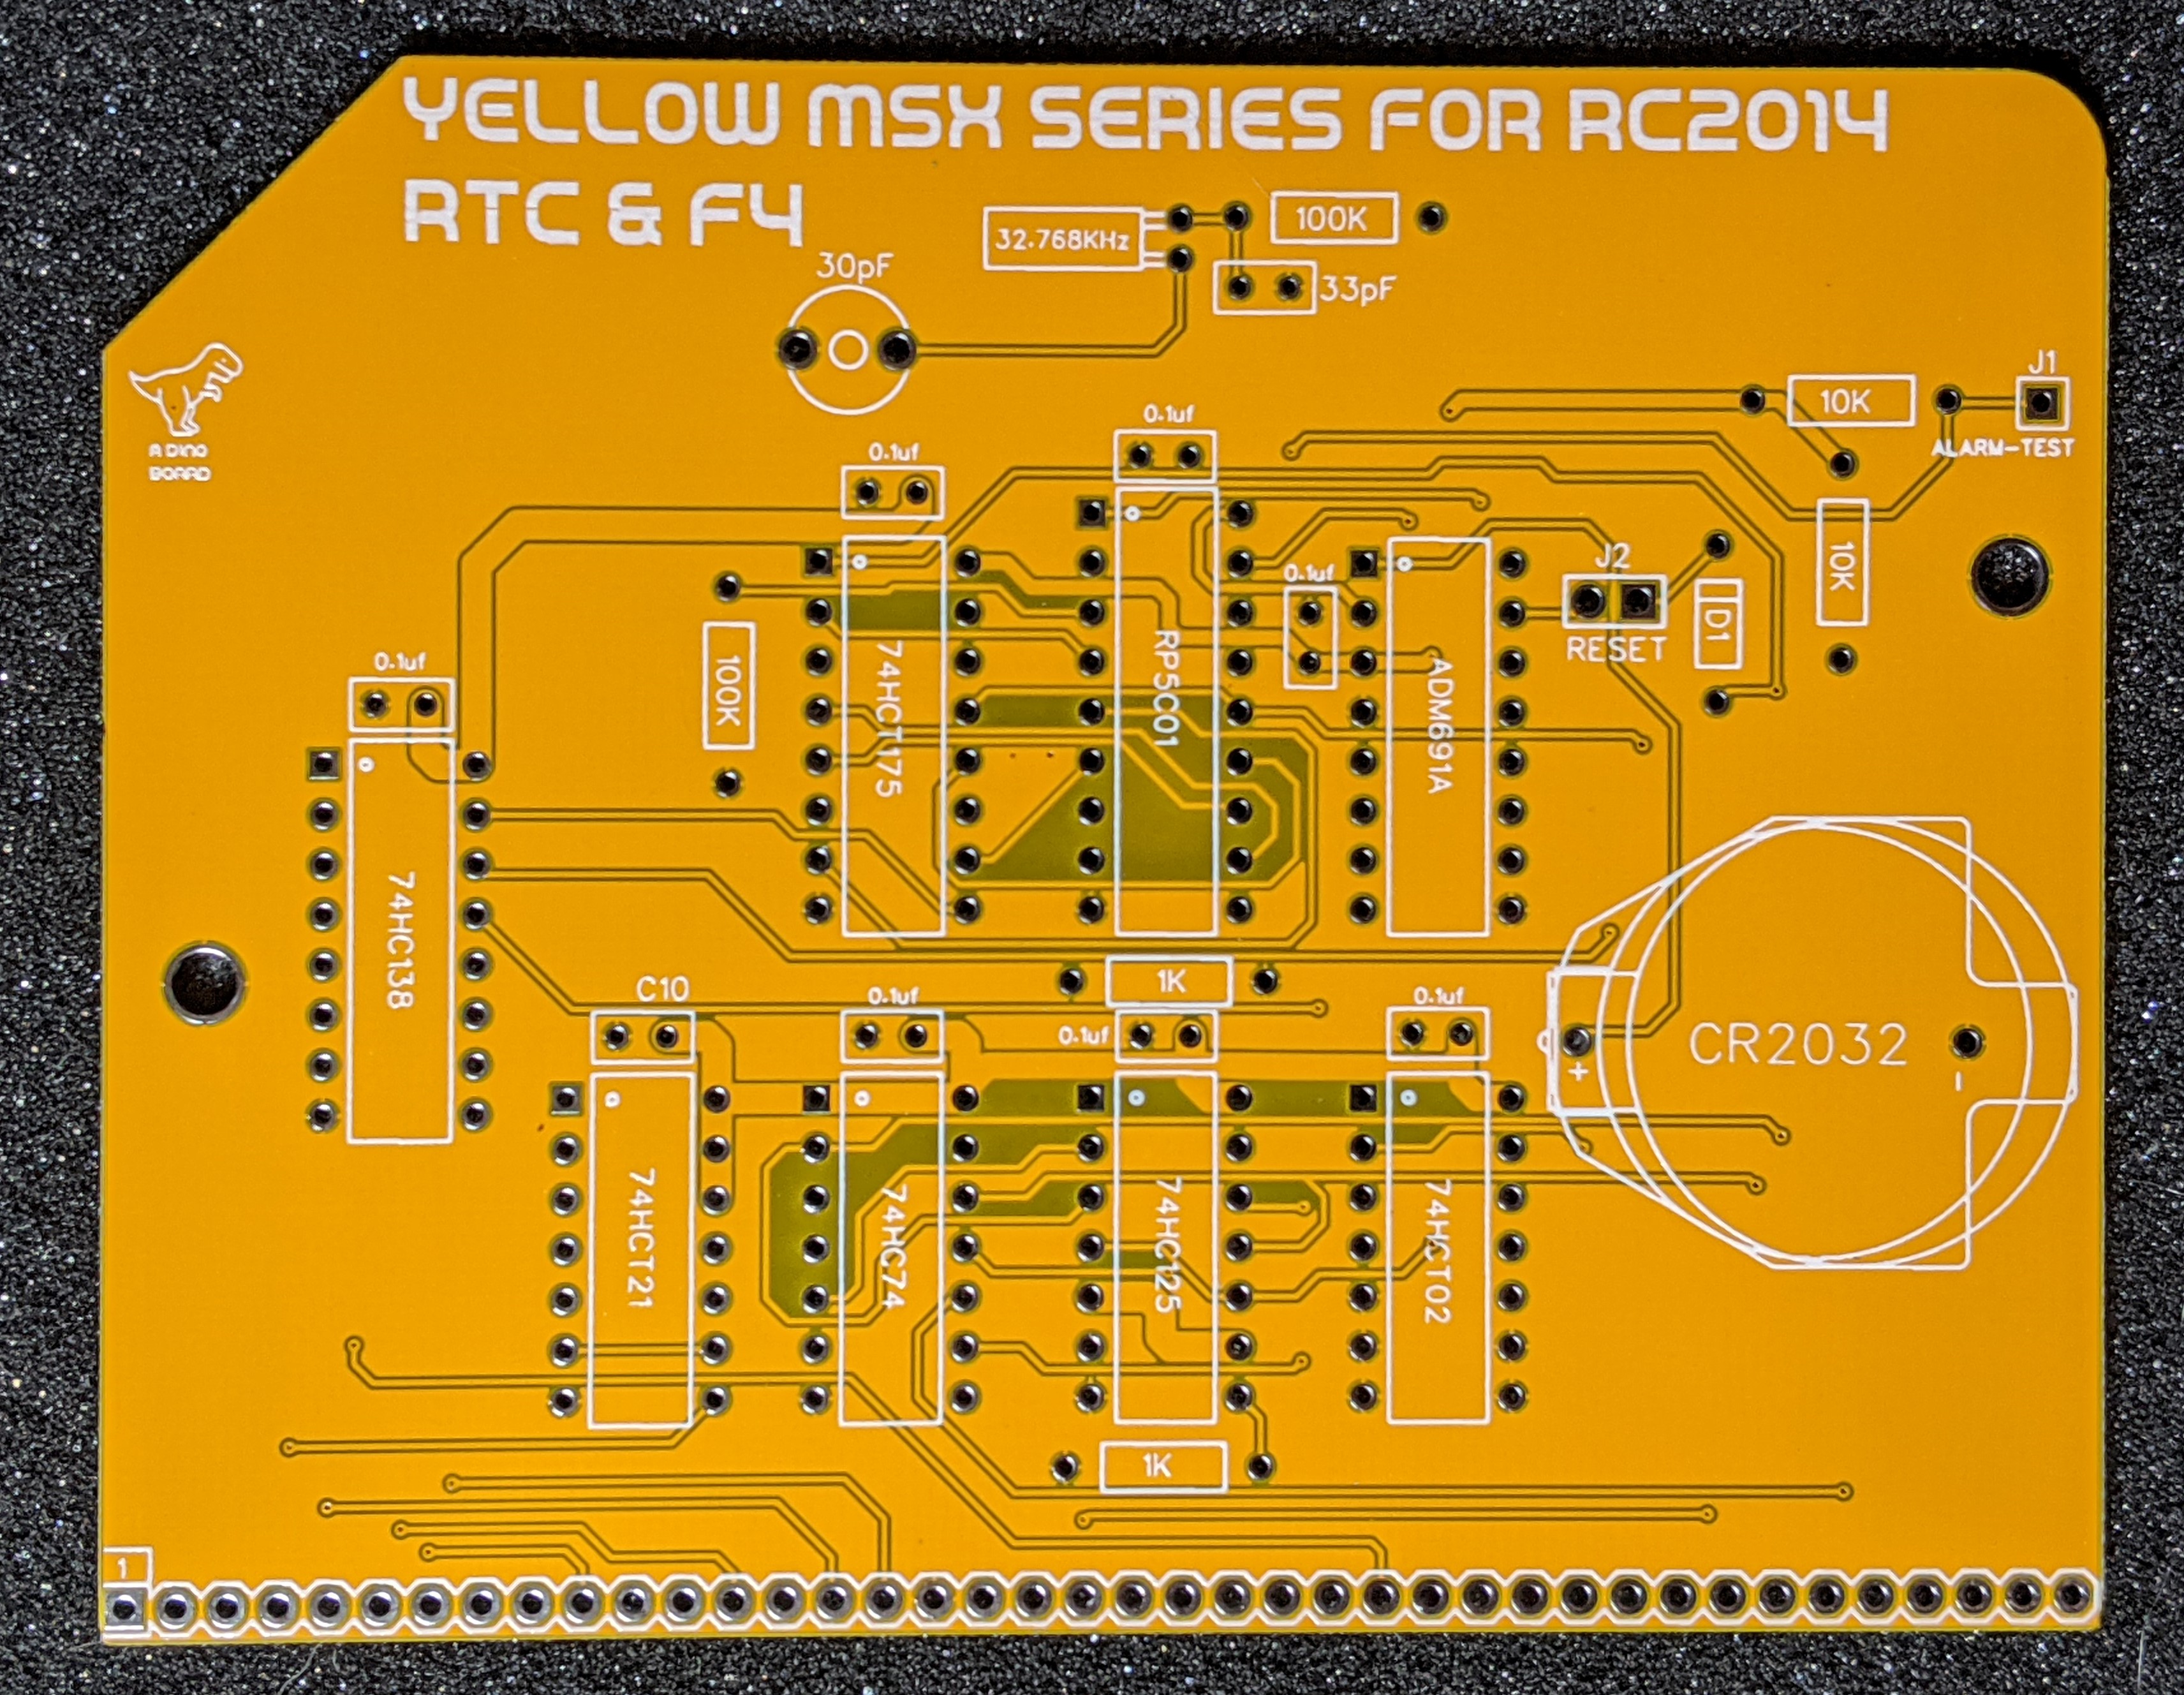 YELLOW MSX SERIES FOR RC2014
RTC & F4
32.768KHz
100K
30pF
33pF
J1
10K
ALARM-TEST
A DINO
BOARD
0.1uf
0.1uf
J2
0.1uf
10K
D1
RESET
RP5C01
74HCT175
ADM691A
100K
0.1uf
74HC138
1K
C10
0.1uf
0.1uf
0.1uf
CR2032
+
-
74HCT21
74HC74
74HC125
74HCT02
1K
1